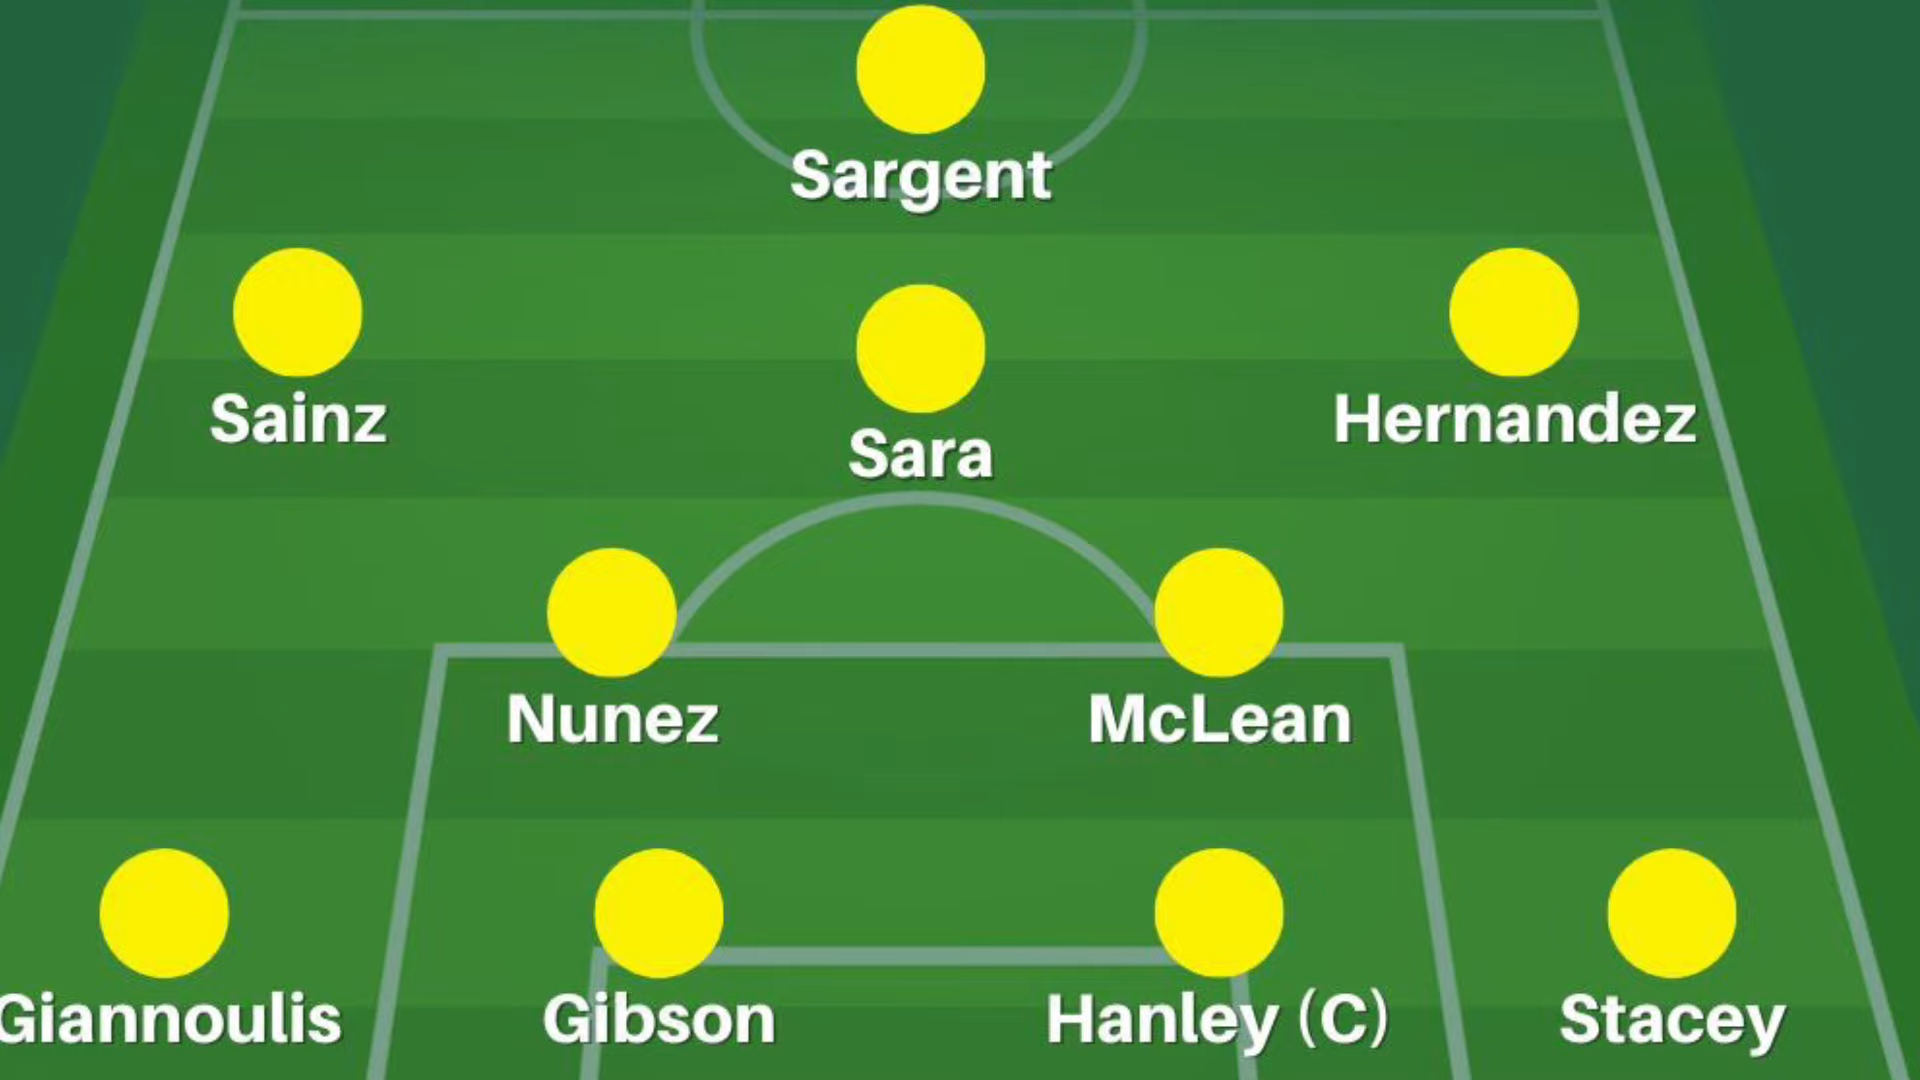 Sargent
Sainz
Sara
Hernandez
Nunez
McLean
Giannoulis
Gibson
Hanley (C)
Stacey